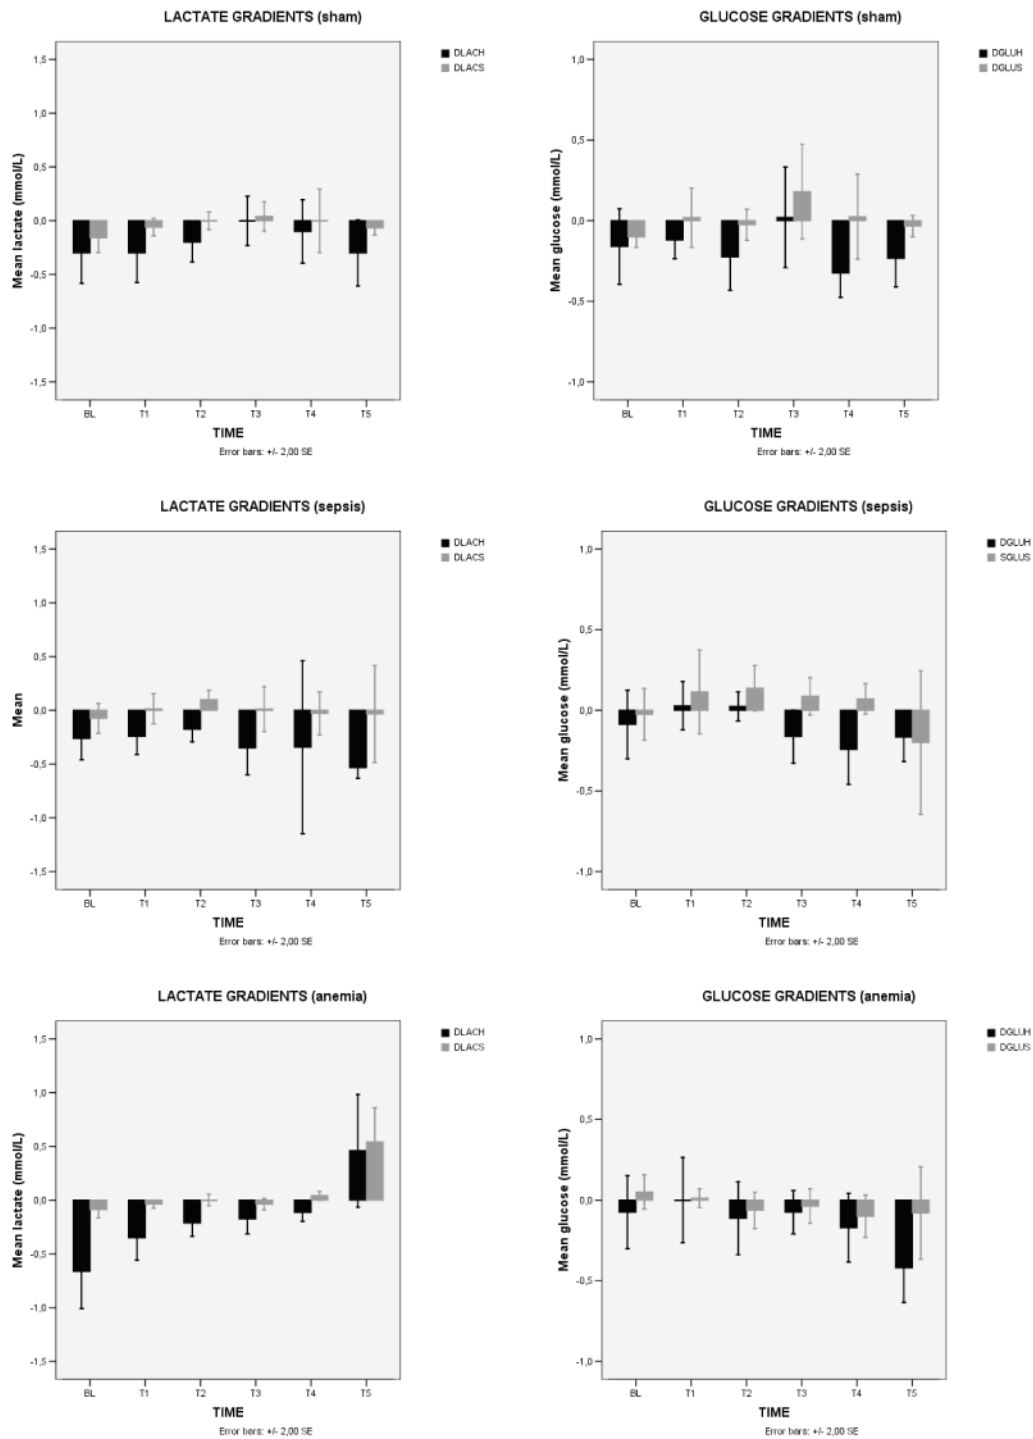 LACTATE GRADIENTS (sham)
DLACH
DLACS
Mean lactate (mmol/L)
1,5
1,0
0,5
0,0
-0,5
-1,0
-1,5
BL T1 T2 T3 T4 T5
TIME
Error bars: +/- 2,00 SE
GLUCOSE GRADIENTS (sham)
DGLUH
DGLUS
Mean glucose (mmol/L)
1,0
0,5
0,0
-0,5
-1,0
BL T1 T2 T3 T4 T5
TIME
Error bars: +/- 2,00 SE
LACTATE GRADIENTS (sepsis)
DLACH
DLACS
Mean
1,5
1,0
0,5
0,0
-0,5
-1,0
-1,5
BL T1 T2 T3 T4 T5
TIME
Error bars: +/- 2,00 SE
GLUCOSE GRADIENTS (sepsis)
DGLUH
SGLUS
Mean glucose (mmol/L)
1,0
0,5
0,0
-0,5
-1,0
BL T1 T2 T3 T4 T5
TIME
Error bars: +/- 2,00 SE
LACTATE GRADIENTS (anemia)
DLACH
DLACS
Mean lactate (mmol/L)
1,5
1,0
0,5
0,0
-0,5
-1,0
-1,5
BL T1 T2 T3 T4 T5
TIME
Error bars: +/- 2,00 SE
GLUCOSE GRADIENTS (anemia)
DGLUH
DGLUS
Mean glucose (mmol/L)
1,0
0,5
0,0
-0,5
-1,0
BL T1 T2 T3 T4 T5
TIME
Error bars: +/- 2,00 SE